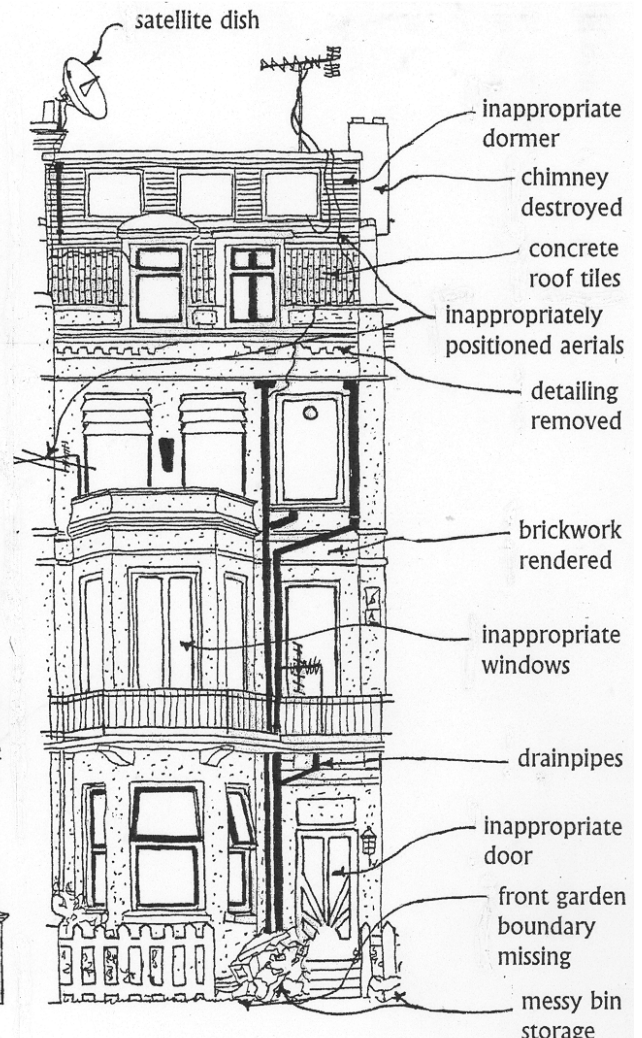 satellite dish
inappropriate
dormer
chimney
destroyed
concrete
roof tiles
inappropriately
positioned aerials
detailing
removed
brickwork
rendered
inappropriate
windows
drainpipes
inappropriate
door
front garden
boundary
missing
messy bin
storage